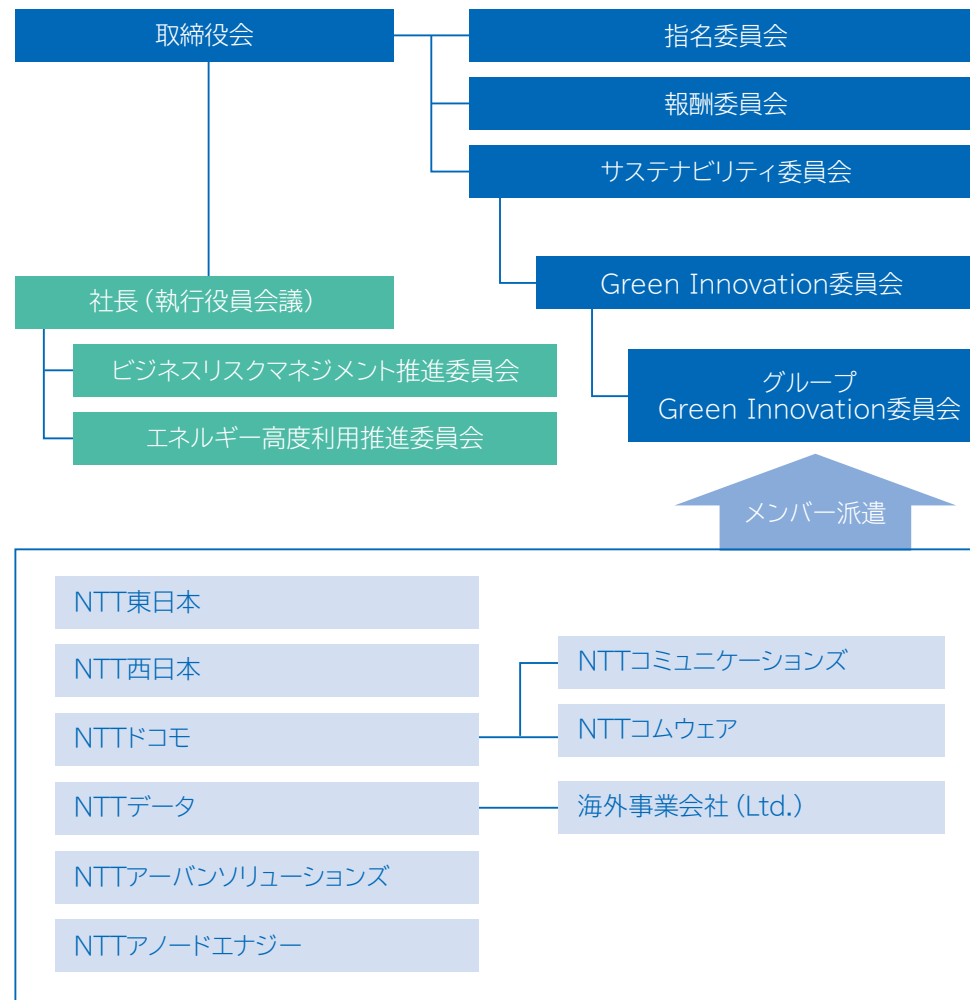 取締役会
指名委員会
報酬委員会
サステナビリティ委員会
Green Innovation委員会
社長（執行役員会議）
ビジネスリスクマネジメント推進委員会
エネルギー高度利用推進委員会
グループ
Green Innovation委員会
メンバー派遣
NTT東日本
NTT西日本
NTTドコモ
NTTデータ
NTTアーバンソリューションズ
NTTアノードエナジー
NTTコミュニケーションズ
NTTコムウェア
海外事業会社（Ltd.）